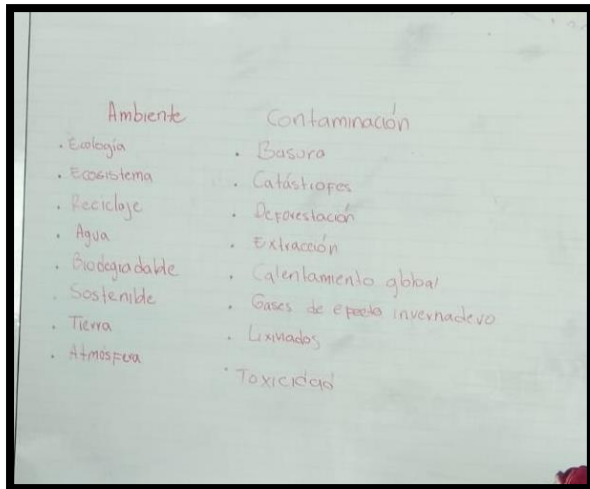 Ambiente
. Ecología
. Ecosistema
. Reciclaje
. Agua
. Biodegradable
. Sostenible
. Tierra
. Atmósfera
Contaminación
. Basura
. Catástrofes
. Deforestación
. Extracción
. Calentamiento global
. Gases de efecto invernadero
. Lixiviados
. Toxicidad